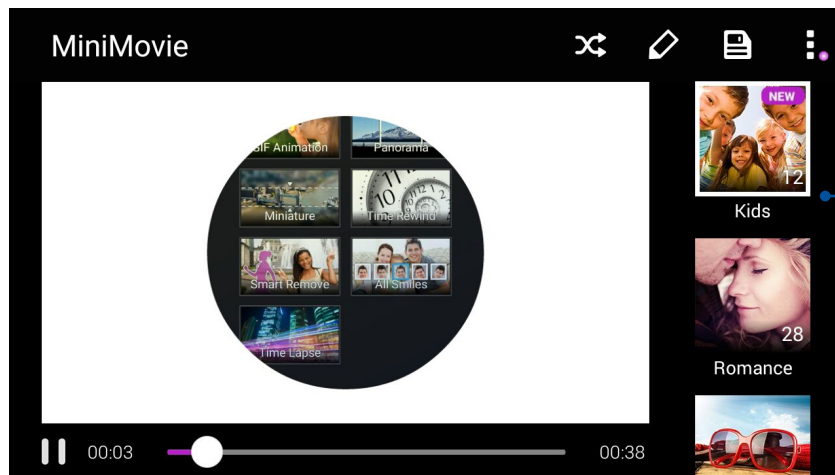 MiniMovie
NEW
12
Kids
GIF Animation
Panorama
Miniature
Time Rewind
Smart Remove
All Smiles
Time Lapse
28
Romance
00:03
00:38